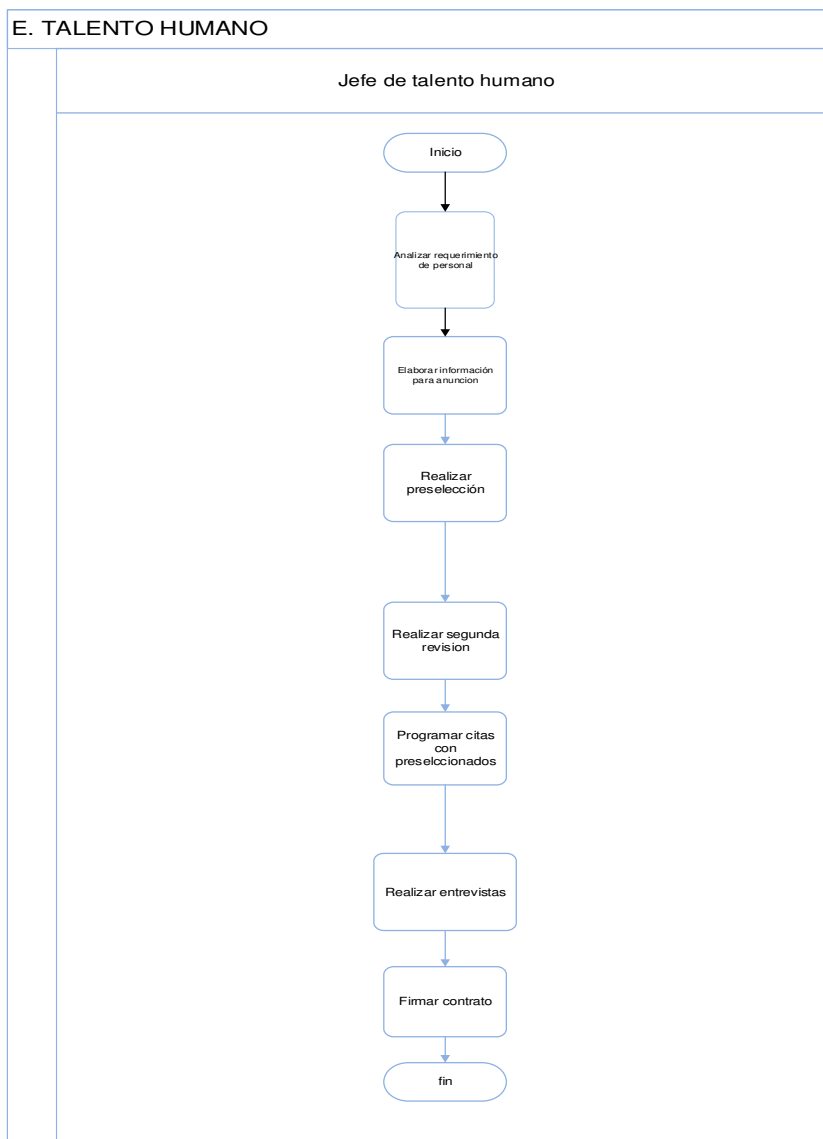 E. TALENTO HUMANO
Jefe de talento humano
Inicio
Analizar requerimiento
de personal
Elaborar información
para anuncion
Realizar
preselección
Realizar segunda
revision
Programar citas
con
preselccionados
Realizar entrevistas
Firmar contrato
fin